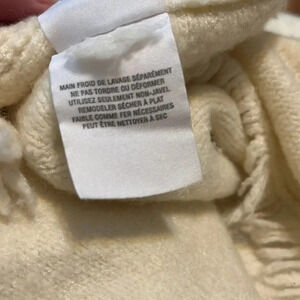 MAIN FROID DE LAVAGE SÉPARÉMENT
NE PAS TORDRE OU DÉFORMER
UTILISEZ SEULEMENT NON-JAVEL
REMODELER SÉCHER À PLAT
FAIBLE COMME FER NÉCESSAIRES
PEUT ÊTRE NETTOYER À SEC